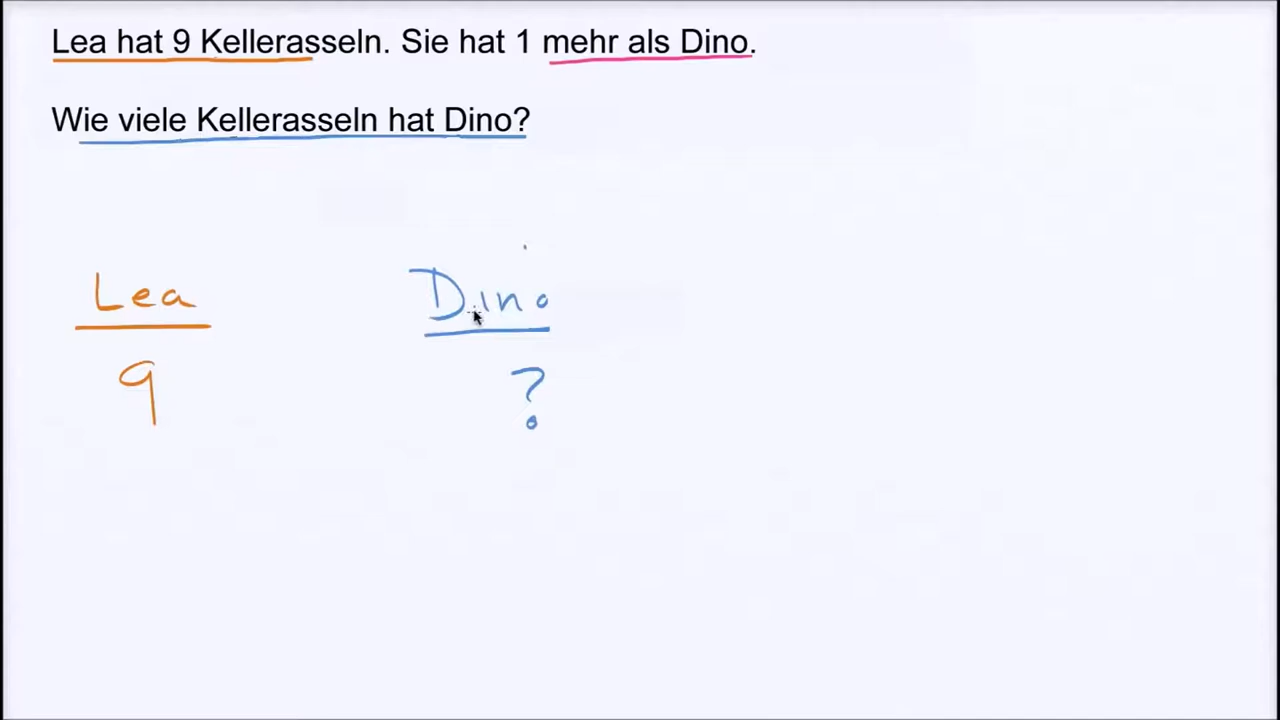 Lea hat 9 Kellerasseln. Sie hat 1 mehr als Dino.
Wie viele Kellerasseln hat Dino?
Lea Dino
9 ?